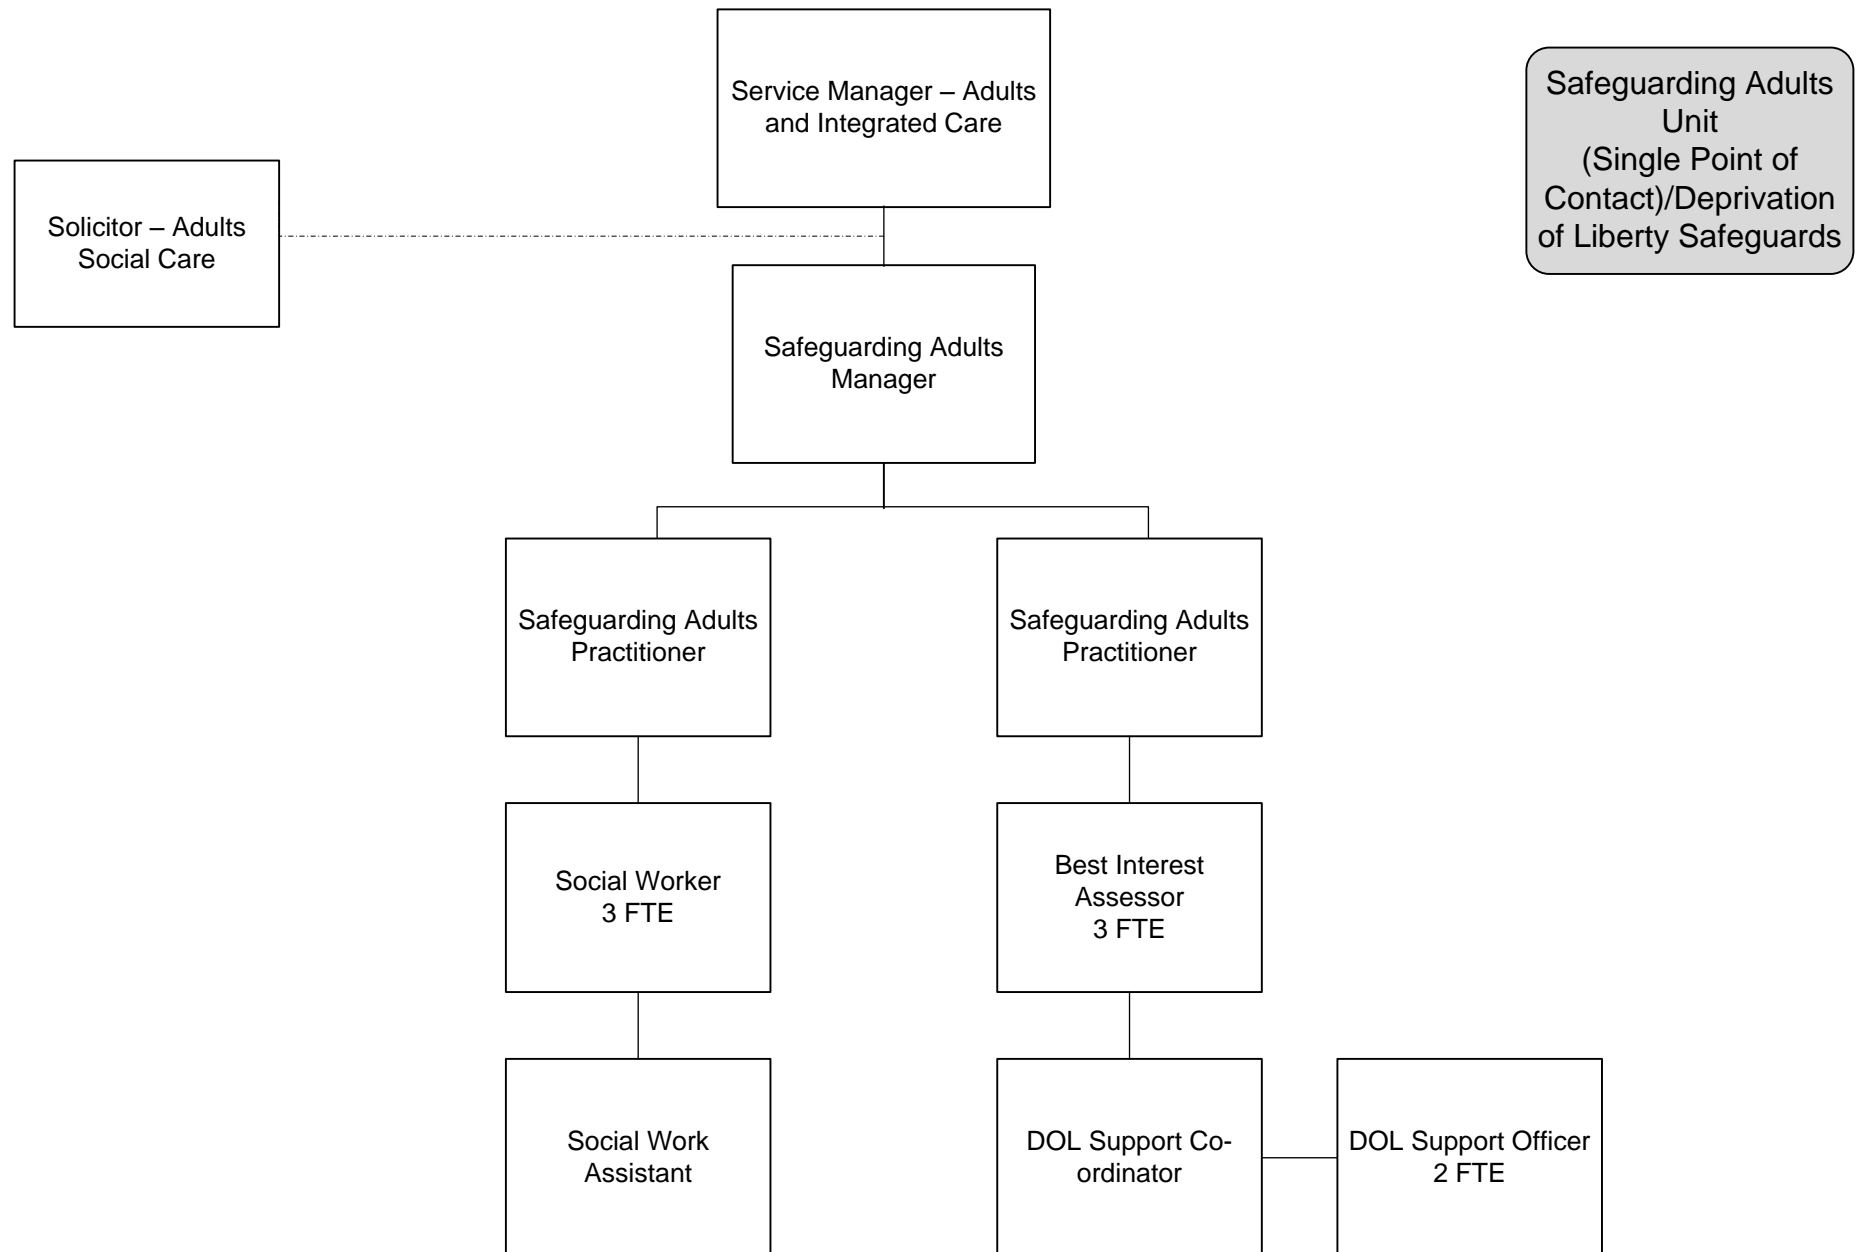 Service Manager – Adults
and Integrated Care
Safeguarding Adults
Unit
(Single Point of
Contact)/Deprivation
of Liberty Safeguards
Solicitor – Adults
Social Care
Safeguarding Adults
Manager
Safeguarding Adults
Practitioner
Safeguarding Adults
Practitioner
Social Worker
3 FTE
Best Interest
Assessor
3 FTE
Social Work
Assistant
DOL Support Co-
ordinator
DOL Support Officer
2 FTE